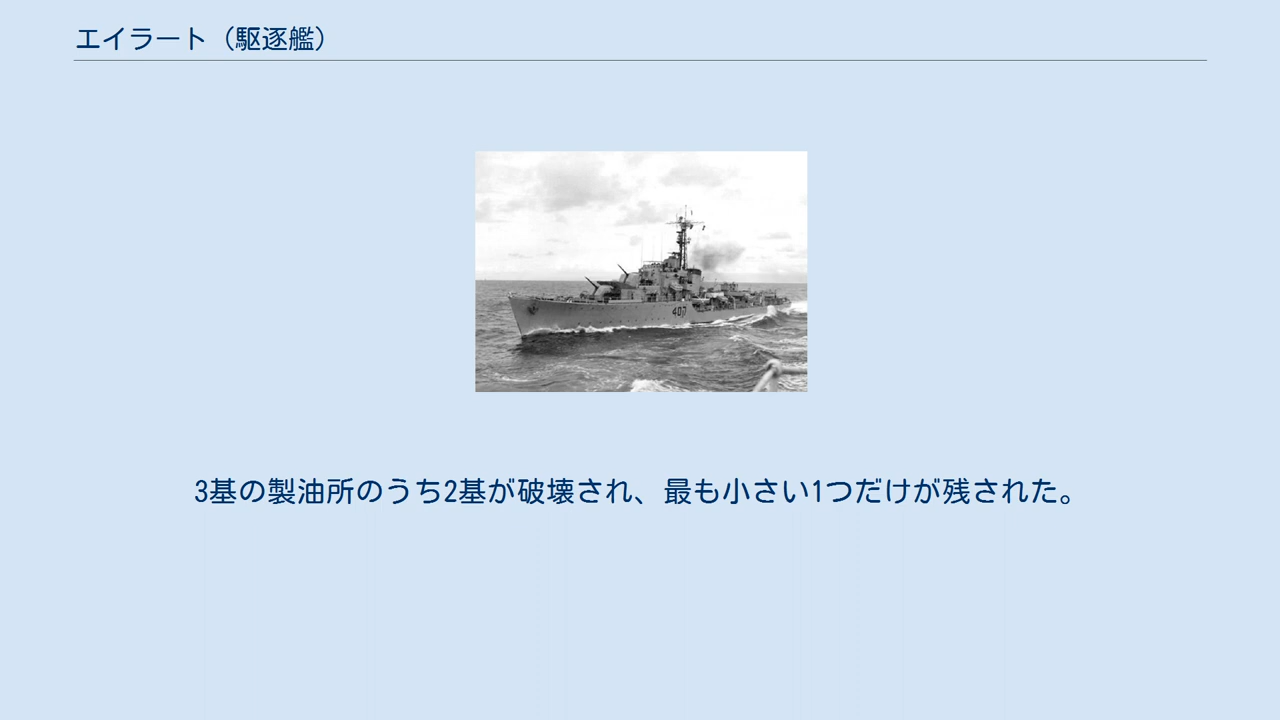 エイラート（駆逐艦）
40
3基の製油所のうち2基が破壊され、最も小さい1つだけが残された。